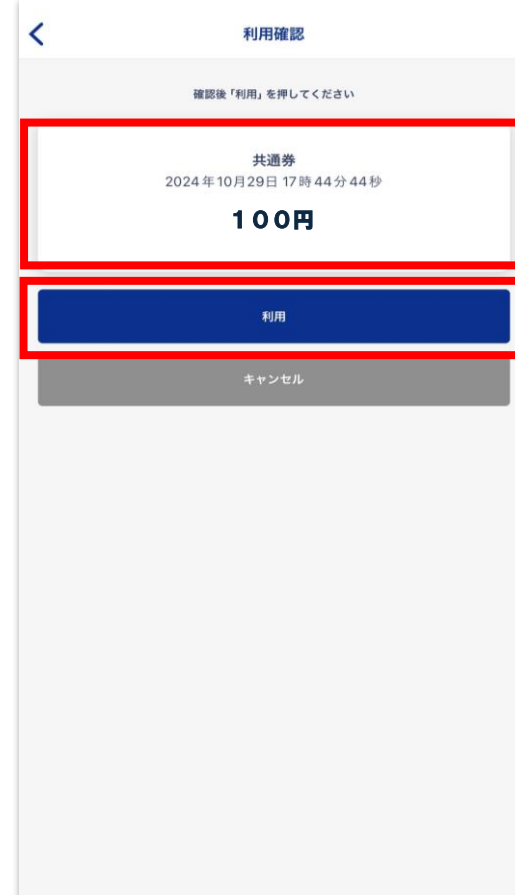 利用確認
確認後「利用」を押してください
共通券
2024年10月29日 17時44分44秒
100円
利用
キャンセル